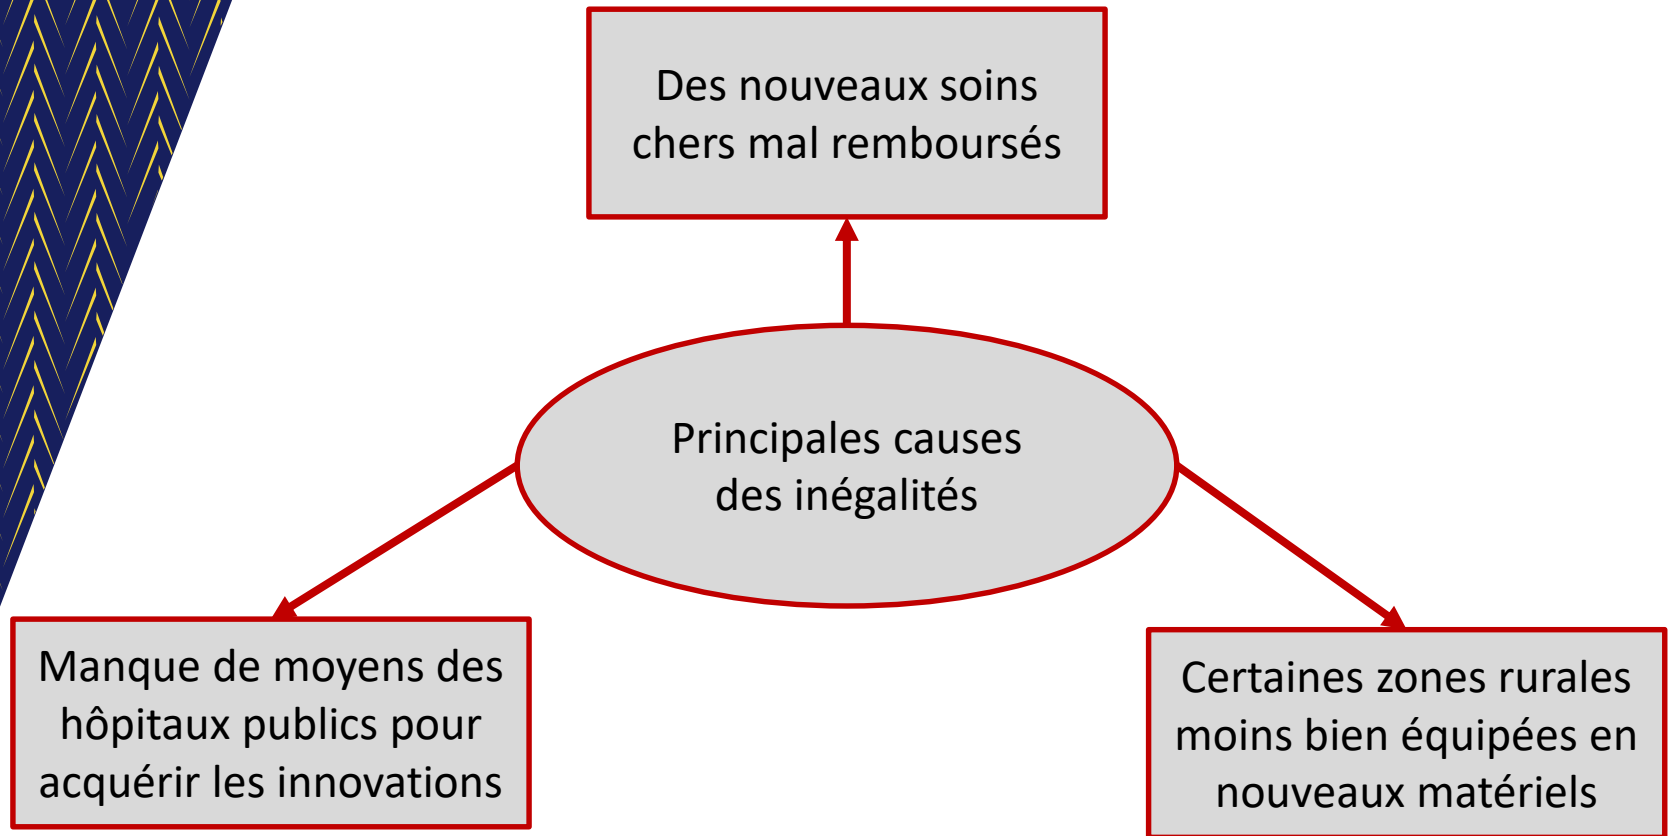 Des nouveaux soins
chers mal remboursés
Principales causes
des inégalités
Manque de moyens des
hôpitaux publics pour
acquérir les innovations
Certaines zones rurales
moins bien équipées en
nouveaux matériels